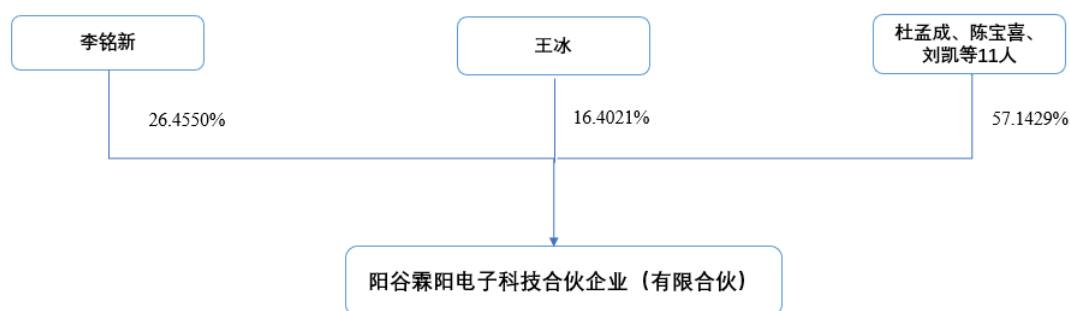 李铭新
王冰
杜孟成、陈宝喜、
刘凯等11人
26.4550%
16.4021%
57.1429%
阳谷霖阳电子科技合伙企业（有限合伙）